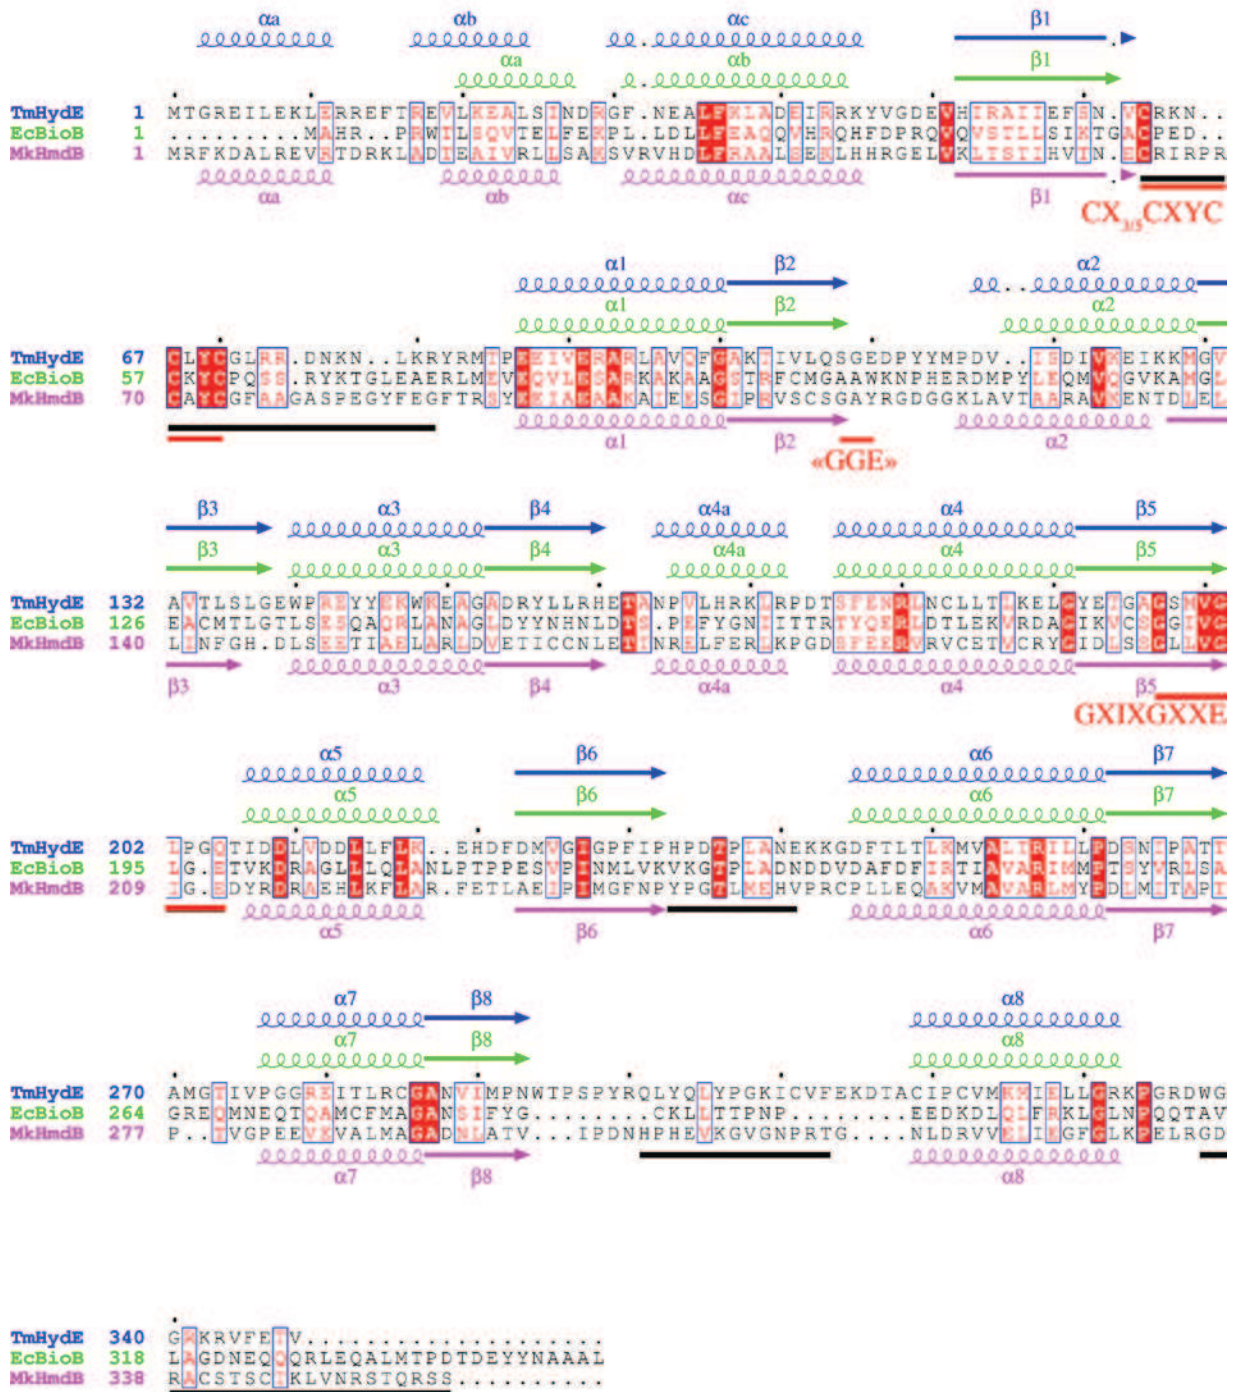 αa αb αc β1
αa αb β1
TmHydE 1 MTGREILEKLERREFTREVLKEALSINDRGF.NEALFKLADEIRRKYVGDEVHIRAIIEFSN.VCRKN..
EcBioB 1 .........MAHR..PRWTLSQVTELFEKPL.LDLLFEAQQVHRQHFDPRQVQVSTLLSIKTGACPED..
MkHmdB 1 MRFKDALREVRTDRKLADTEAIVRLLSAKSVRVHDLFRAALSEKLHHRGELVKLTSTIHVIN.ECRIRPR
αa αb αc β1
CX3/5CXYC
α1 β2 α2
α1 β2 α2
TmHydE 67 CLYCGLRR.DNKN..LKRYRMTPEEIVERARLAVQFGAKTIVLQSGEDPYYMPDV..ISDIVKEIKKMGV
EcBioB 57 CKYCPQSS.RYKTGLEAERLMEVEQVLESARKAKAAGSTRFCMGAAWKNPHERDMPYLEQMVQGVKAMGL
MkHmdB 70 CAYCGFAAGASPEGYFEGFTRSYEEIAEAAKAIEESGIPRVSCSGAYRGDGGKLAVTAARAVKENTDLEL
α1 β2 α2
«GGE»
β3 α3 β4 α4a α4 β5
β3 α3 β4 α4a α4 β5
TmHydE 132 AVTLSLGEWPREYYEKWKEAGADRYLLRHETANPVLHRKLRPDTSFENRLNCLLTLKELGYETGAGSMVG
EcBioB 126 EACMTLGTLSESQAQRLANAGLDYYNHNLDTS.PEFYGNIITTRTYQERLDTLEKVRDAGIKVCSGGIVG
MkHmdB 140 LINFGH.DLSEETIAELARLDVETICCNLETINRELFERLKPGDSFEERVRVCETVCRYGIDLSSGLLVG
β3 α3 β4 α4a α4 β5
GXIXGXXE
α5 β6 α6 β7
α5 β6 α6 β7
TmHydE 202 LPGQTIDDLVDDLLFLK..EHDFDMVGIGPFIPHPDTPLANEKKGDFTLTLKMVALTRILLPDSNIPATT
EcBioB 195 LG.ETVKDRAGLLLQLANLPTPPESVPINMLVKVKGTPLADNDDVDAFDFIRTIAVARIMMPTSYVRLSA
MkHmdB 209 IG.EDYRDRAEHLKFLAR.FETLAEIPIMGFNPYPGTLMEHVPRCPLLEQAKVMAVARLMYPDLMITAPT
α5 β6 α6 β7
α7 β8 α8
α7 β8 α8
TmHydE 270 AMGTIVPGGREITLRCGANVIMPNWTPSPYRQLYQLYPGKICVFEKDTACIPCVMKMIELLGRKPGRDWG
EcBioB 264 GREQMNEQTQAMCFMAGANSIFYG........CKLLTTPNP.....EEDKDLQLFRKLGLNPQQTAV
MkHmdB 277 P..TVGPEEVKVALMAGADNLATV...IPDNHPHEVKGVGNPRTG....NLDRVVELIEGFGLKPELRGD
α7 β8 α8
TmHydE 340 GRKRVFETV...................
EcBioB 318 LAGDNEQQQRLEQALMTPDTDEYYNAAAL
MkHmdB 338 RACSTSCTKLVNRSTQRSS..........